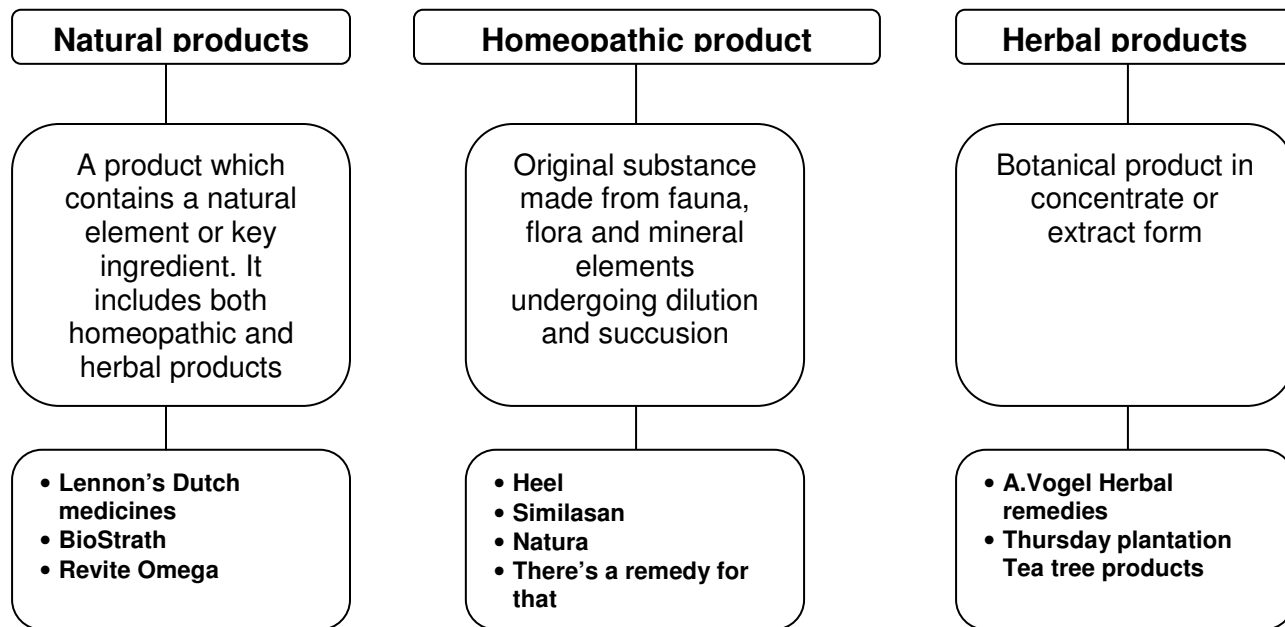 Natural products
A product which
contains a natural
element or key
ingredient. It
includes both
homeopathic and
herbal products
• Lennon’s Dutch
medicines
• BioStrath
• Revite Omega
Homeopathic product
Original substance
made from fauna,
flora and mineral
elements
undergoing dilution
and succusion
• Heel
• Similasan
• Natura
• There’s a remedy for
that
Herbal products
Botanical product in
concentrate or
extract form
• A.Vogel Herbal
remedies
• Thursday plantation
Tea tree products